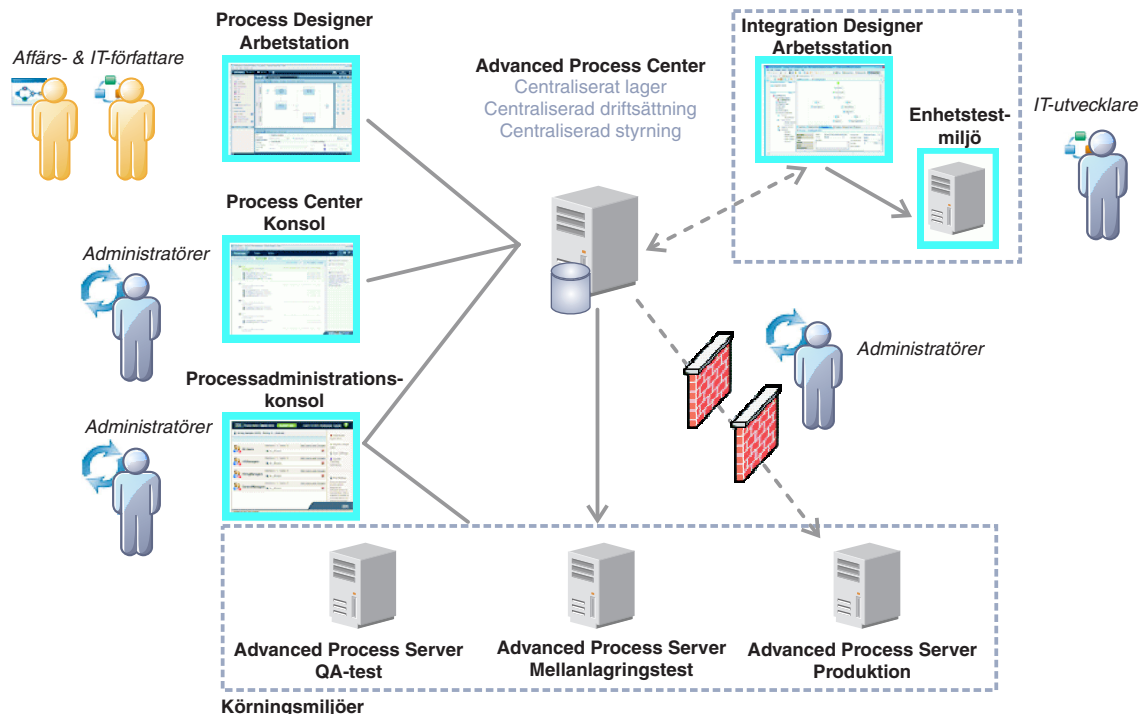 Process Designer
Arbetstation
Affärs- & IT-författare
Advanced Process Center
Centraliserat lager
Centraliserad driftsättning
Centraliserad styrning
Integration Designer
Arbetsstation
Enhetstest-
miljö
IT-utvecklare
Process Center
Konsol
Administratörer
Administratörer
Processadministrations-
konsol
Administratörer
Advanced Process Server
QA-test
Advanced Process Server
Mellanlagringstest
Advanced Process Server
Produktion
Körningsmiljöer